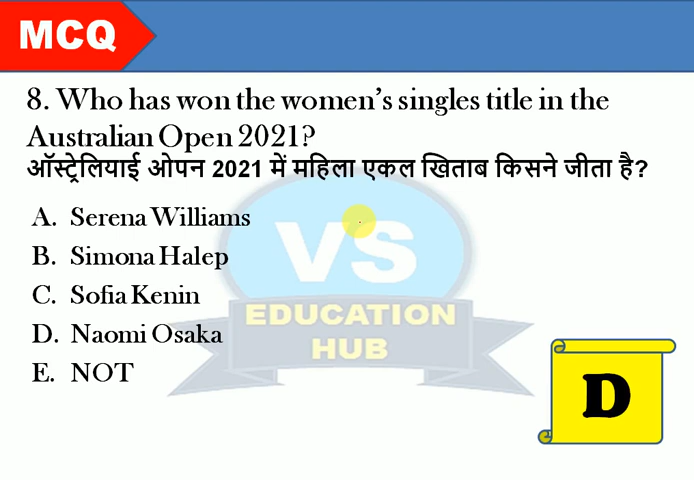 MCQ
8. Who has won the women's singles title in the
Australian Open 2021?
ऑस्ट्रेलियाई ओपन 2021 में महिला एकल खिताब किसने जीता है?
A. Serena Williams
B. Simona Halep
C. Sofia Kenin
D. Naomi Osaka
E. NOT
VS
EDUCATION
HUB
D